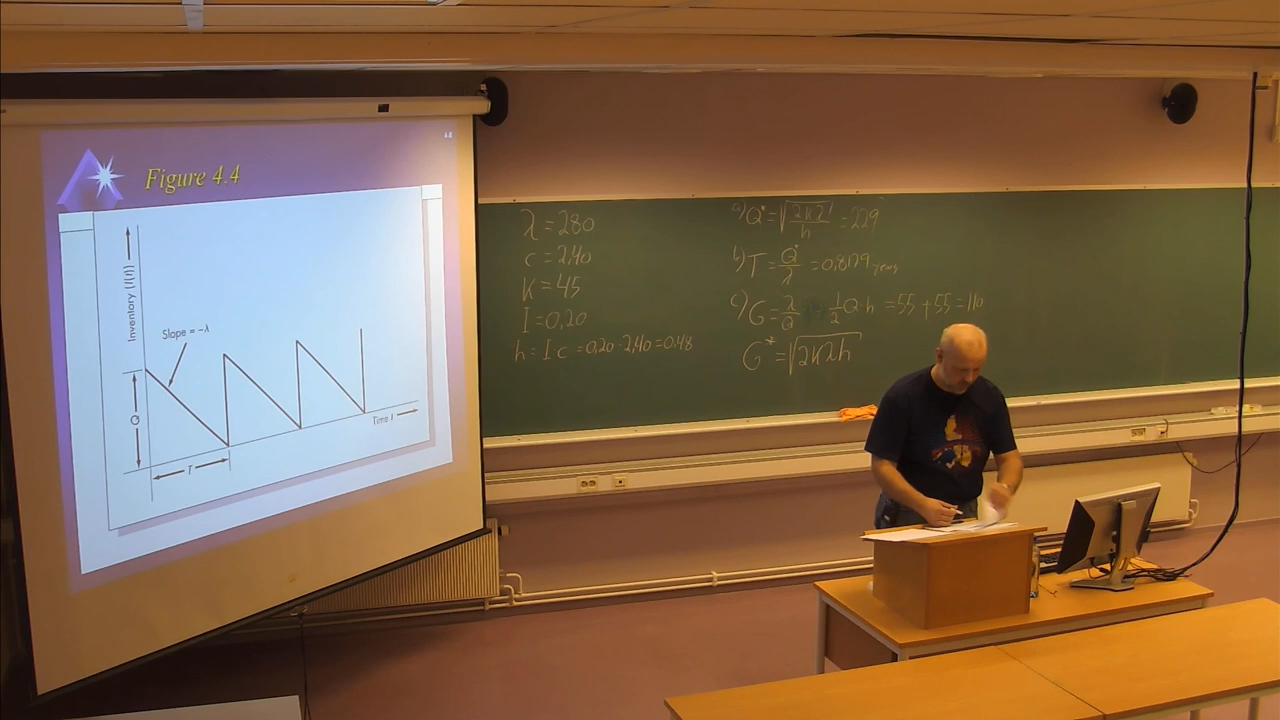 Figure 4.4
Inventory (I(t))
Slope = -λ
Q
T
Time t
λ = 280
c = 2,40
K = 45
I = 0,20
h = I·c = 0,20·2,40 = 0,48
a) Q* = √(2Kλ/h) = 229
b) T = Q*/λ = 0,8179 years
c) G = λ/Q ½Q·h = 55 + 55 = 110
G* = √2Kλh